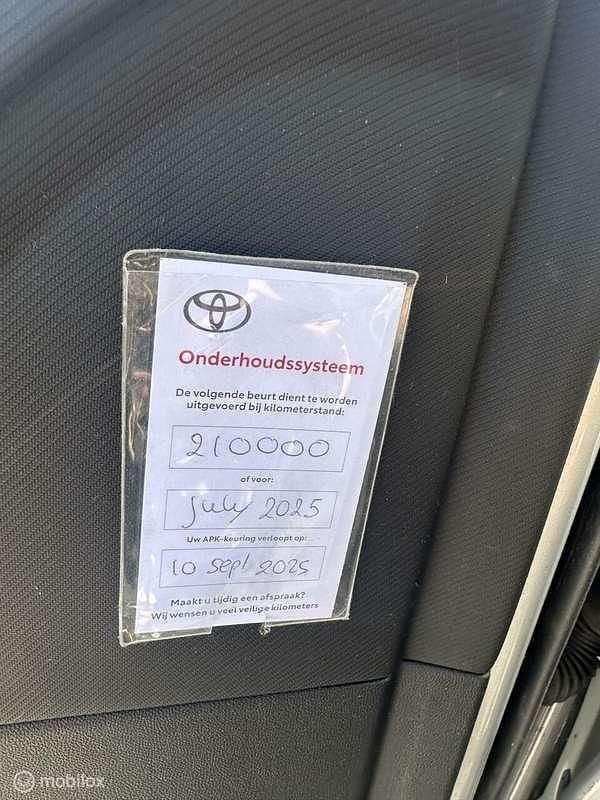 Onderhoudssysteem
De volgende beurt dient te worden
uitgevoerd bij kilometerstand:
210000
of voor:
july 2025
Uw APK-keuring verloopt op:
10 sept 2025
Maakt u tijdig een afspraak?
Wij wensen u veel veilige kilometers
mobilox